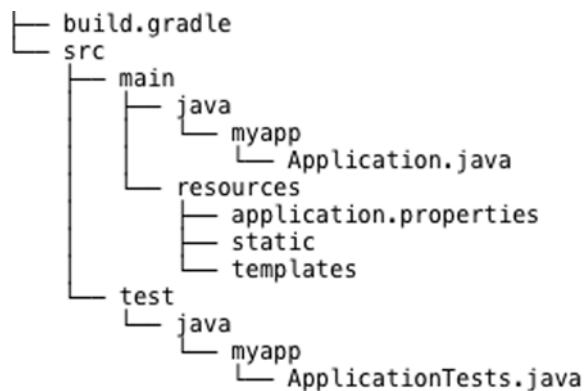 ├── build.gradle
└── src
    ├── main
    │   ├── java
    │   │   └── myapp
    │   │       └── Application.java
    │   └── resources
    │       ├── application.properties
    │       ├── static
    │       └── templates
    └── test
        └── java
            └── myapp
                └── ApplicationTests.java